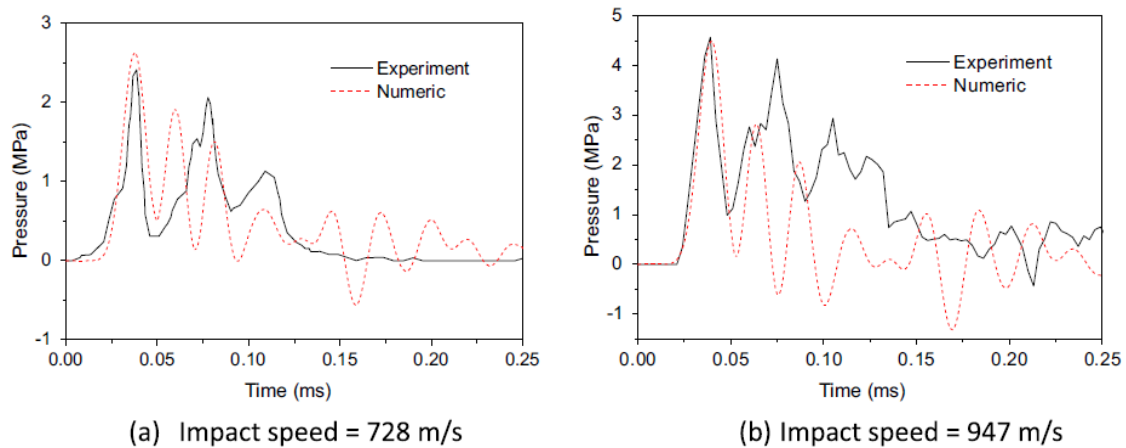 3
2
1
0
-1
Pressure (MPa)
Experiment
Numeric
0.00 0.05 0.10 0.15 0.20 0.25
Time (ms)
(a) Impact speed = 728 m/s
5
4
3
2
1
0
-1
Pressure (MPa)
Experiment
Numeric
0.00 0.05 0.10 0.15 0.20 0.25
Time (ms)
(b) Impact speed = 947 m/s